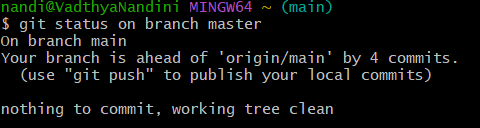 nandi@VadthyaNandini MINGW64 ~ (main)
$ git status on branch master
On branch main
Your branch is ahead of 'origin/main' by 4 commits.
  (use "git push" to publish your local commits)

nothing to commit, working tree clean